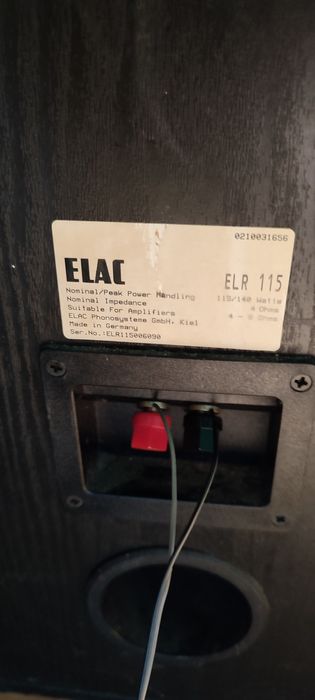 0210031656
ELAC
ELR 115
Nominal/Peak Power Handling 115/140 Watts
Nominal Impedance 4 Ohms
Suitable For Amplifiers 4 - 8 Ohms
ELAC Phonosysteme GmbH, Kiel
Made in Germany
Ser.No.:ELR115006090